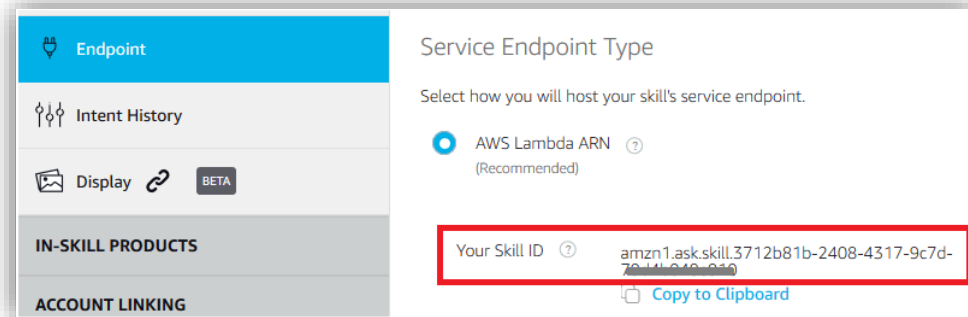 Endpoint
Intent History
Display BETA
IN-SKILL PRODUCTS
ACCOUNT LINKING
Service Endpoint Type
Select how you will host your skill's service endpoint.
AWS Lambda ARN ?
(Recommended)
Your Skill ID ?
amzn1.ask.skill.3712b81b-2408-4317-9c7d-
Copy to Clipboard